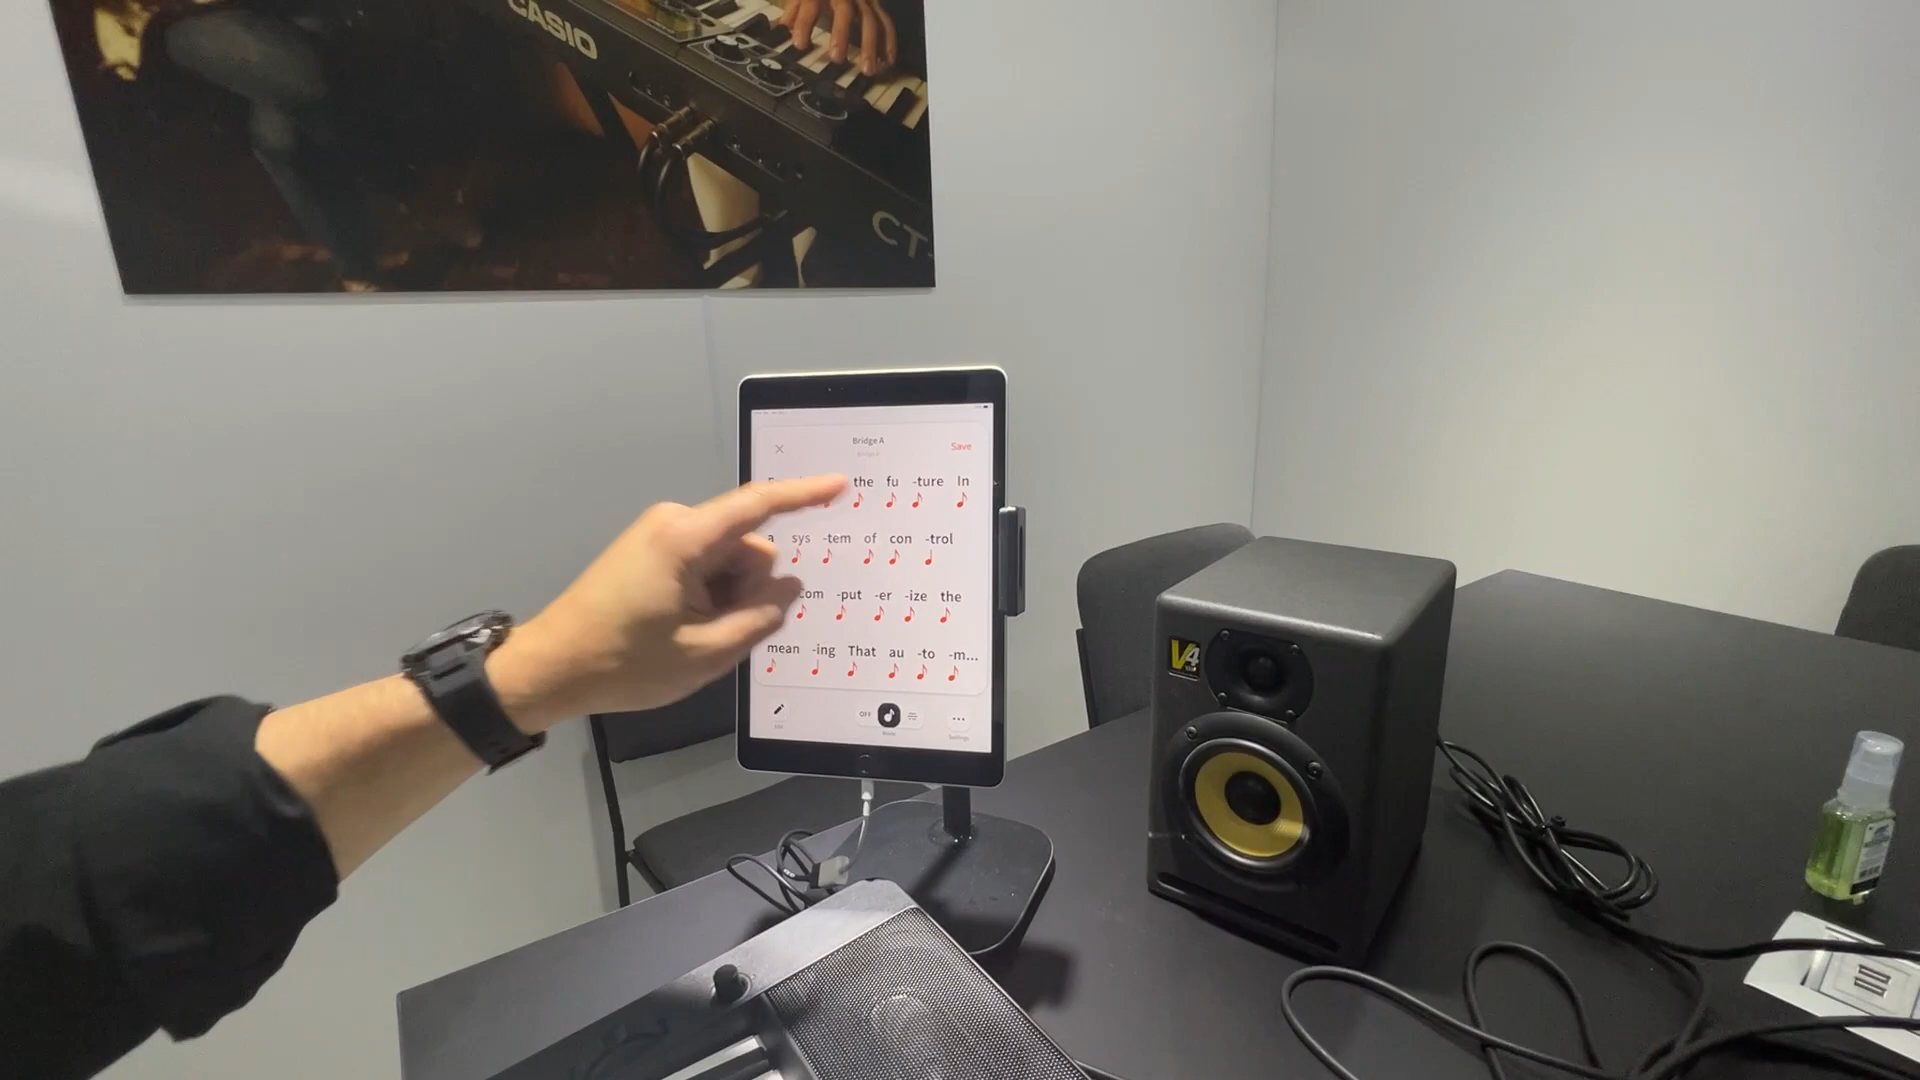 CASIO
CT
Bridge A
Save
the fu -ture In
a sys -tem of con -trol
com -put -er -ize the
mean -ing That au -to -m...
OFF
V4
Settings